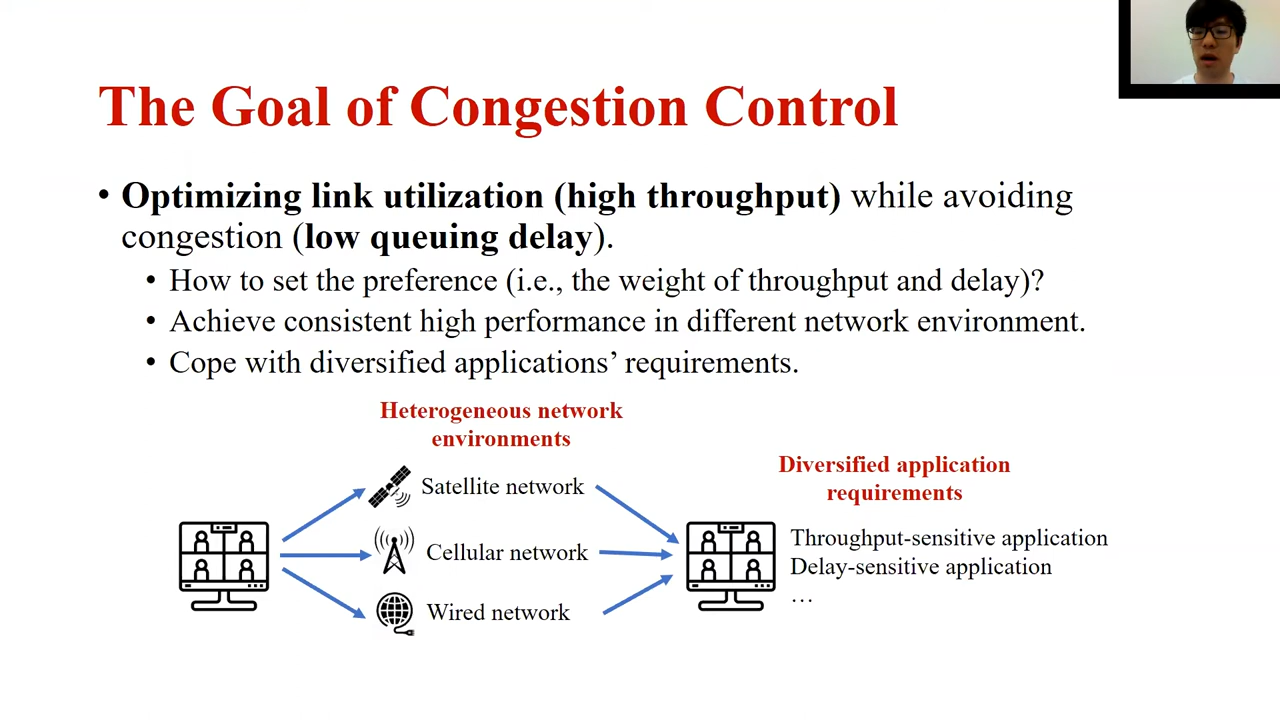 The Goal of Congestion Control
• Optimizing link utilization (high throughput) while avoiding
congestion (low queuing delay).
• How to set the preference (i.e., the weight of throughput and delay)?
• Achieve consistent high performance in different network environment.
• Cope with diversified applications’ requirements.
Heterogeneous network
environments
Satellite network
Cellular network
Wired network
Diversified application
requirements
Throughput-sensitive application
Delay-sensitive application
…